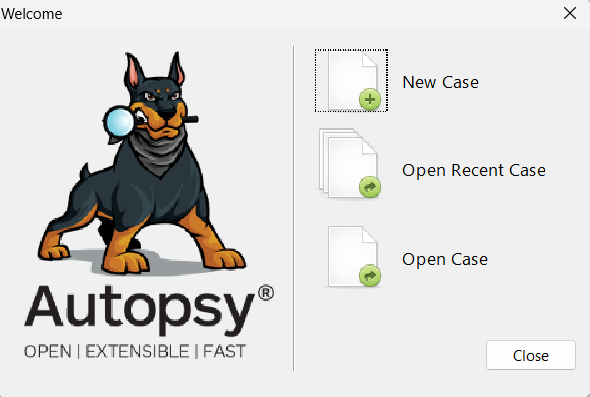 Welcome
Autopsy®
OPEN | EXTENSIBLE | FAST
New Case
Open Recent Case
Open Case
Close